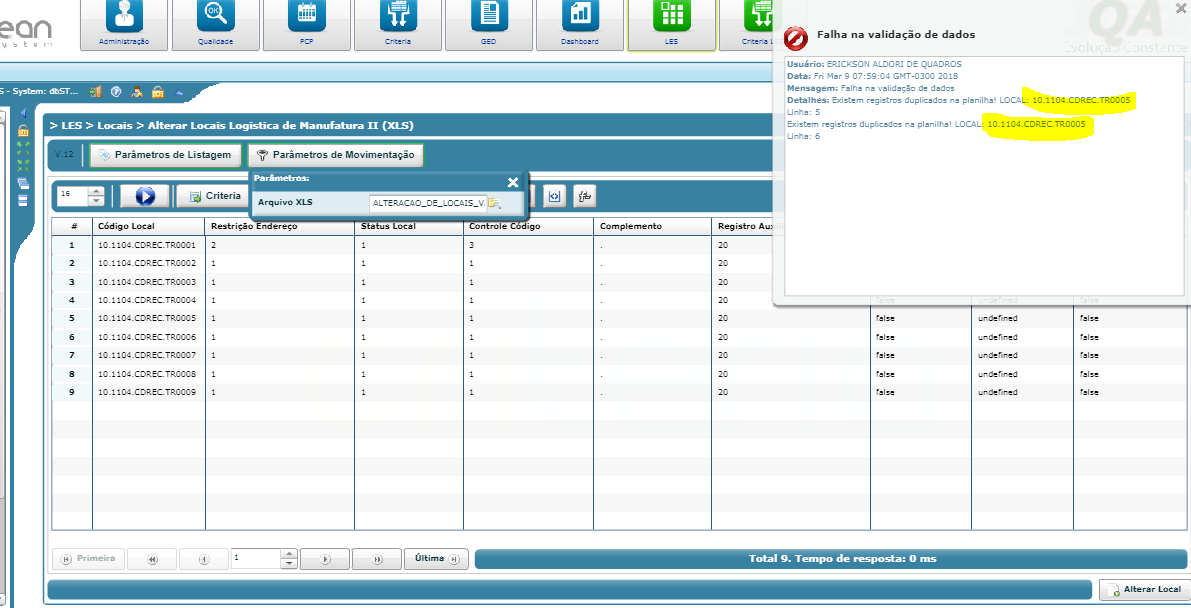 ean
system
Administração
Qualidade
PCP
Criteria
GED
Dashboard
LES
OK
QA
Evolução Constante
Falha na validação de dados
Usuário: ERICKSON ALDORI DE QUADROS
Data: Fri Mar 9 07:59:04 GMT-0300 2018
Mensagem: Falha na validação de dados
Detalhes: Existem registros duplicados na planilha! LOCAL: 10.1104.CDREC.TR0005
Linha: 5
Existem registros duplicados na planilha! LOCAL: 10.1104.CDREC.TR0005
Linha: 6
S - System: dbST...
> LES > Locais > Alterar Locais Logistica de Manufatura II (XLS)
V.12 Parâmetros de Listagem Parâmetros de Movimentação
Parâmetros:
16 Criteria
Arquivo XLS ALTERACAO_DE_LOCAIS_V
# Código Local Restrição Endereço Status Local Controle Código Complemento Registro Aux
1 10.1104.CDREC.TR0001 2 1 3 . 20
2 10.1104.CDREC.TR0002 1 1 1 . 20
3 10.1104.CDREC.TR0003 1 1 1 . 20
4 10.1104.CDREC.TR0004 1 1 1 . 20 false undefined false
5 10.1104.CDREC.TR0005 1 1 1 . 20 false undefined false
6 10.1104.CDREC.TR0006 1 1 1 . 20 false undefined false
7 10.1104.CDREC.TR0007 1 1 1 . 20 false undefined false
8 10.1104.CDREC.TR0008 1 1 1 . 20 false undefined false
9 10.1104.CDREC.TR0009 1 1 1 . 20 false undefined false
Primeira 1 Última Total 9. Tempo de resposta: 0 ms
Alterar Local